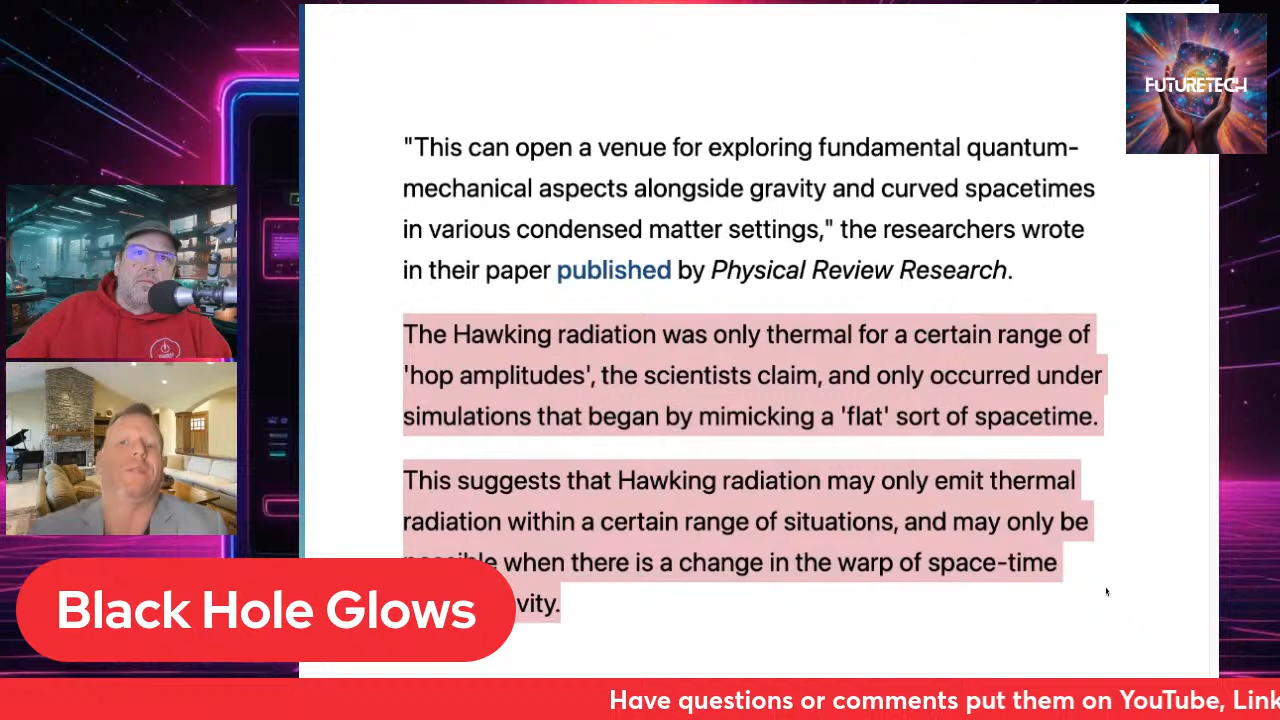 FUTURETECH
"This can open a venue for exploring fundamental quantum-
mechanical aspects alongside gravity and curved spacetimes
in various condensed matter settings," the researchers wrote
in their paper published by Physical Review Research.
The Hawking radiation was only thermal for a certain range of
'hop amplitudes', the scientists claim, and only occurred under
simulations that began by mimicking a 'flat' sort of spacetime.
This suggests that Hawking radiation may only emit thermal
radiation within a certain range of situations, and may only be
when there is a change in the warp of space-time
vity.
Black Hole Glows
Have questions or comments put them on YouTube, Link